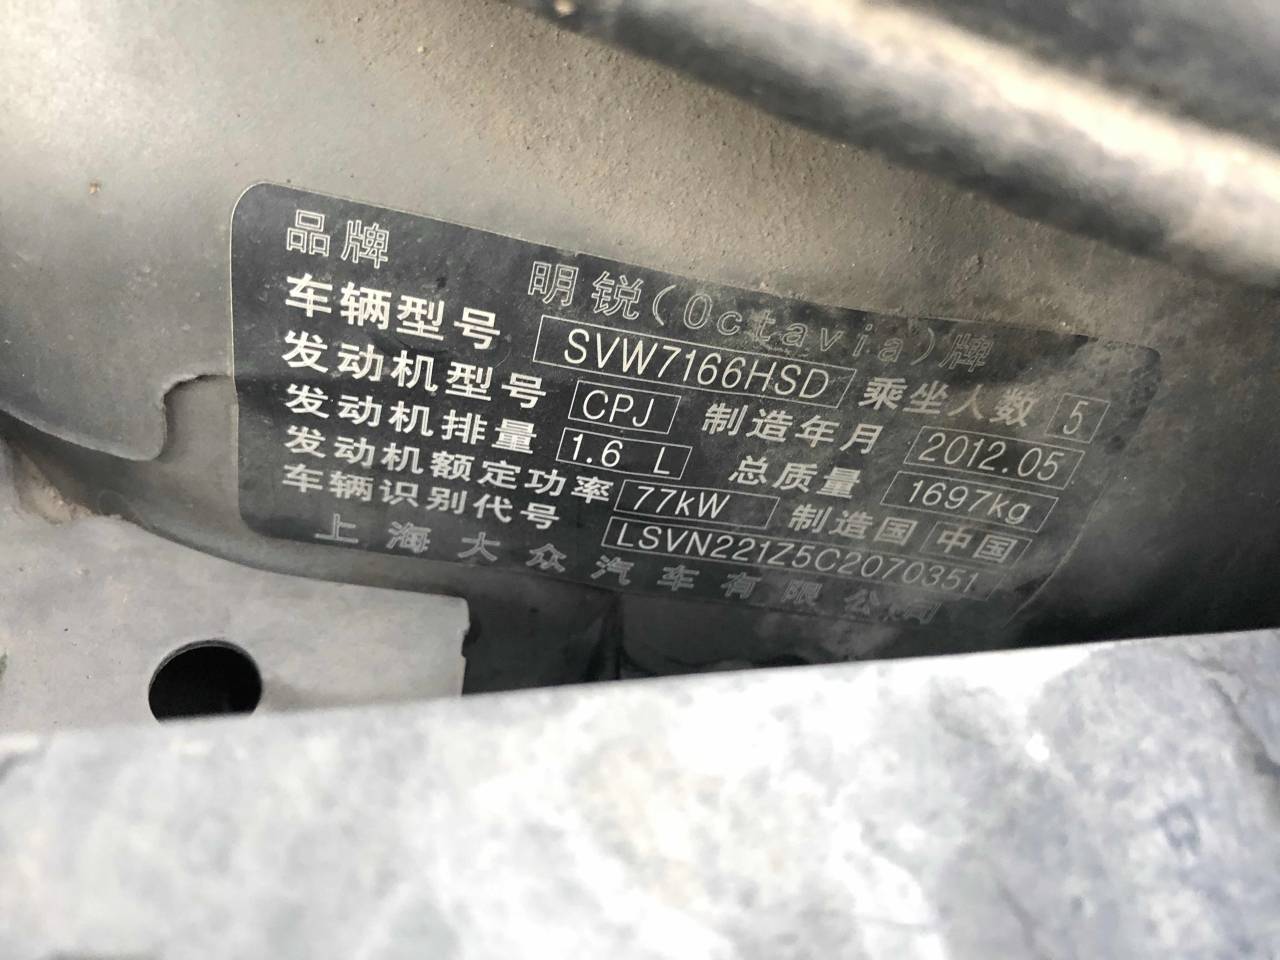 品牌 明锐(Octavia)牌
车辆型号 SVW7166HSD 乘坐人数 5
发动机型号 CPJ 制造年月 2012.05
发动机排量 1.6 L 总质量 1697kg
发动机额定功率 77kW 制造国 中国
车辆识别代号 LSVN221Z5C2070351
上海大众汽车有限公司